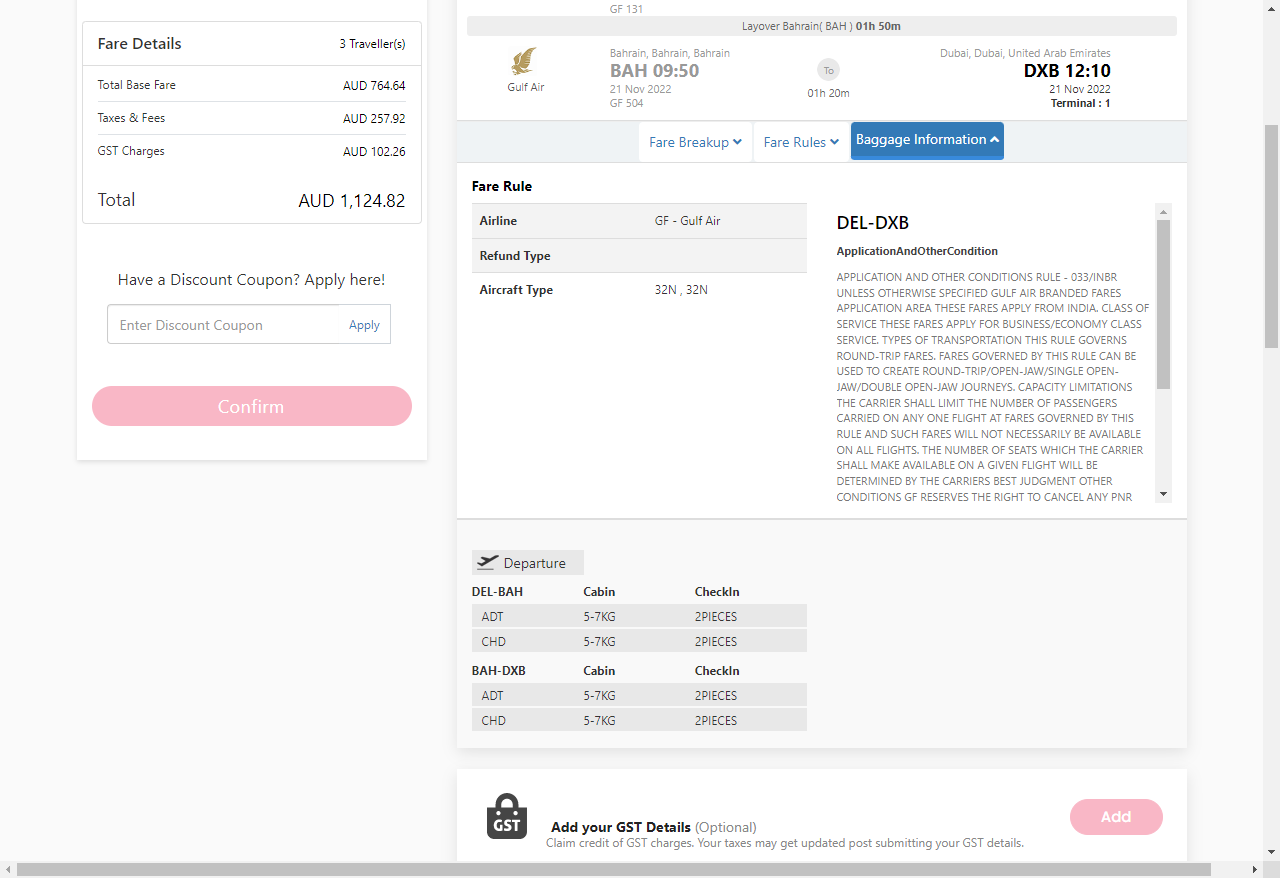 Fare Details 3 Traveller(s)
Total Base Fare AUD 764.64
Taxes & Fees AUD 257.92
GST Charges AUD 102.26
Total AUD 1,124.82
Have a Discount Coupon? Apply here!
Enter Discount Coupon Apply
Confirm
GF 131
Layover Bahrain( BAH ) 01h 50m
Gulf Air
Bahrain, Bahrain, Bahrain
BAH 09:50
21 Nov 2022
GF 504
To
01h 20m
Dubai, Dubai, United Arab Emirates
DXB 12:10
21 Nov 2022
Terminal : 1
Fare Breakup Fare Rules Baggage Information
Fare Rule
Airline GF - Gulf Air
Refund Type
Aircraft Type 32N , 32N
DEL-DXB
ApplicationAndOtherCondition
APPLICATION AND OTHER CONDITIONS RULE - 033/INBR
UNLESS OTHERWISE SPECIFIED GULF AIR BRANDED FARES
APPLICATION AREA THESE FARES APPLY FROM INDIA. CLASS OF
SERVICE THESE FARES APPLY FOR BUSINESS/ECONOMY CLASS
SERVICE. TYPES OF TRANSPORTATION THIS RULE GOVERNS
ROUND-TRIP FARES. FARES GOVERNED BY THIS RULE CAN BE
USED TO CREATE ROUND-TRIP/OPEN-JAW/SINGLE OPEN-
JAW/DOUBLE OPEN-JAW JOURNEYS. CAPACITY LIMITATIONS
THE CARRIER SHALL LIMIT THE NUMBER OF PASSENGERS
CARRIED ON ANY ONE FLIGHT AT FARES GOVERNED BY THIS
RULE AND SUCH FARES WILL NOT NECESSARILY BE AVAILABLE
ON ALL FLIGHTS. THE NUMBER OF SEATS WHICH THE CARRIER
SHALL MAKE AVAILABLE ON A GIVEN FLIGHT WILL BE
DETERMINED BY THE CARRIERS BEST JUDGMENT OTHER
CONDITIONS GF RESERVES THE RIGHT TO CANCEL ANY PNR
Departure
DEL-BAH Cabin CheckIn
ADT 5-7KG 2PIECES
CHD 5-7KG 2PIECES
BAH-DXB Cabin CheckIn
ADT 5-7KG 2PIECES
CHD 5-7KG 2PIECES
GST
Add your GST Details (Optional)
Claim credit of GST charges. Your taxes may get updated post submitting your GST details.
Add